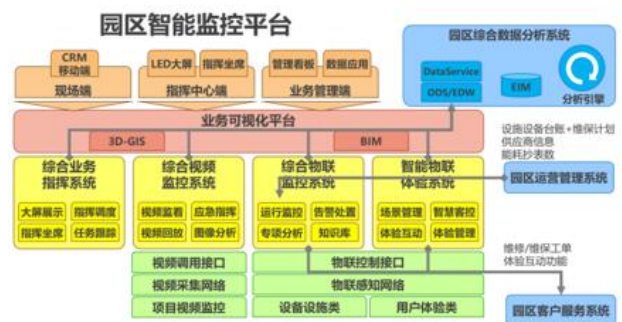 园区智能监控平台
CRM
移动端
现场端
LED大屏
指挥坐席
指挥中心端
管理看板
数据应用
业务管理端
园区综合数据分析系统
DataService
ODS/EDW
EIM
分析引擎
业务可视化平台
3D-GIS
BIM
综合业务
指挥系统
大屏展示
指挥调度
指挥坐席
任务跟踪
综合视频
监控系统
视频监看
应急指挥
视频回放
图像分析
综合物联
监控系统
运行监控
告警处置
专项分析
知识库
智能物联
体验系统
场景管理
智慧客控
体验互动
体验管理
设施设备台账+维保计划
供应商信息
能耗抄表数
园区运营管理系统
视频调用接口
视频采集网络
项目视频监控
物联控制接口
物联感知网络
设备设施类
用户体验类
维修/维保工单
体验互动功能
园区客户服务系统